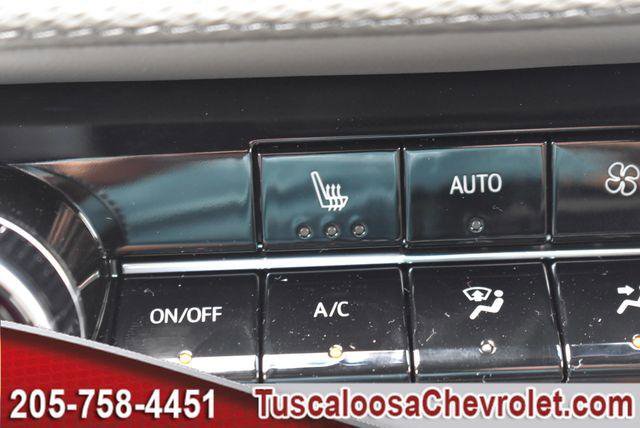 AUTO
ON/OFF
A/C
205-758-4451
TuscaloosaChevrolet.com